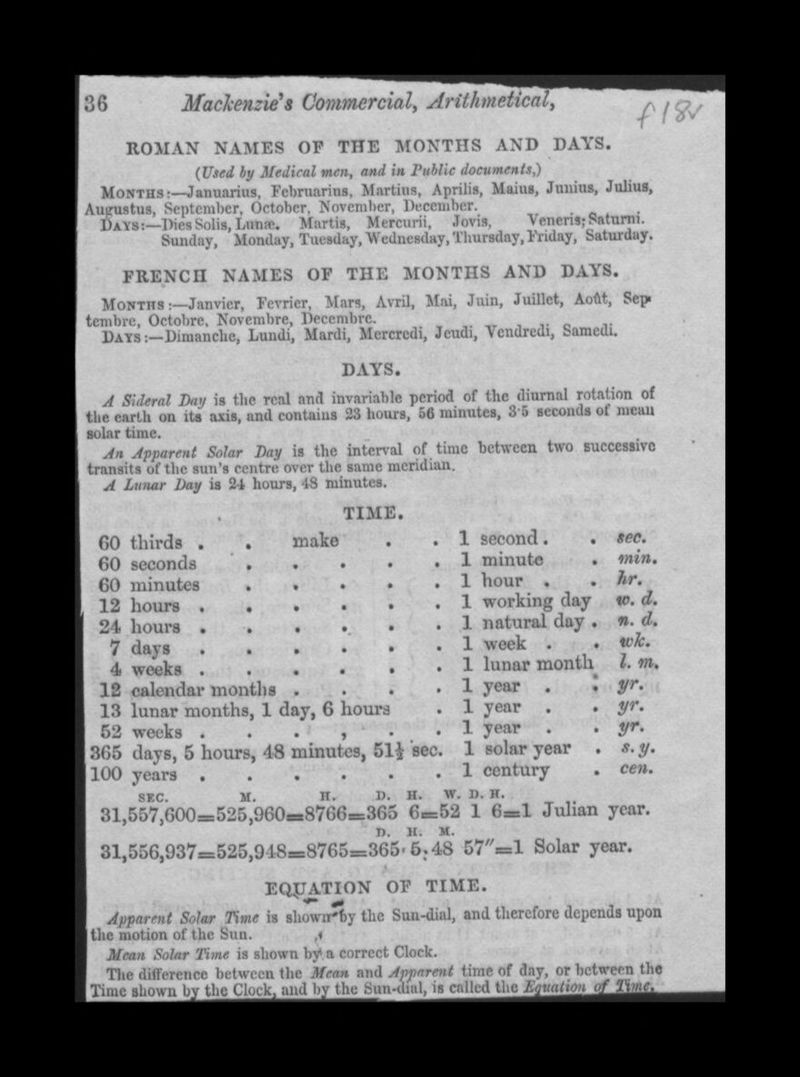 36 Mackenzie's Commercial, Arithmetical,
f18v
ROMAN NAMES OF THE MONTHS AND DAYS.
(Used by Medical men, and in Public documents,)
MONTHS:—Januarius, Februarius, Martius, Aprilis, Maius, Junius, Julius,
Augustus, September, October, November, December.
DAYS:—Dies Solis, Lunæ. Martis, Mercurii, Jovis, Veneris; Saturni.
Sunday, Monday, Tuesday, Wednesday, Thursday, Friday, Saturday.
FRENCH NAMES OF THE MONTHS AND DAYS.
MONTHS:—Janvier, Fevrier, Mars, Avril, Mai, Juin, Juillet, Août, Sep-
tembre, Octobre, Novembre, Decembre.
DAYS:—Dimanche, Lundi, Mardi, Mercredi, Jeudi, Vendredi, Samedi.
DAYS.
A Sideral Day is the real and invariable period of the diurnal rotation of
the earth on its axis, and contains 23 hours, 56 minutes, 3·5 seconds of mean
solar time.
An Apparent Solar Day is the interval of time between two successive
transits of the sun's centre over the same meridian.
A Lunar Day is 24 hours, 48 minutes.
TIME.
60 thirds . . make . . 1 second . . sec.
60 seconds . . . . . 1 minute . min.
60 minutes . . . . . 1 hour . . hr.
12 hours . . . . . . 1 working day w. d.
24 hours . . . . . . 1 natural day . n. d.
7 days . . . . . . 1 week . . wk.
4 weeks . . . . . . 1 lunar month l. m.
12 calendar months . . . . 1 year . . yr.
13 lunar months, 1 day, 6 hours . 1 year . . yr.
52 weeks . . . , . . 1 year . . yr.
365 days, 5 hours, 48 minutes, 51½ sec. 1 solar year . s. y.
100 years . . . . . . 1 century . cen.
SEC. M. H. D. H. W. D. H.
31,557,600=525,960=8766=365 6=52 1 6=1 Julian year.
D. H. M.
31,556,937=525,948=8765=365·5;48 57″=1 Solar year.
EQUATION OF TIME.
Apparent Solar Time is shown by the Sun-dial, and therefore depends upon
the motion of the Sun.
Mean Solar Time is shown by a correct Clock.
The difference between the Mean and Apparent time of day, or between the
Time shown by the Clock, and by the Sun-dial, is called the Equation of Time.